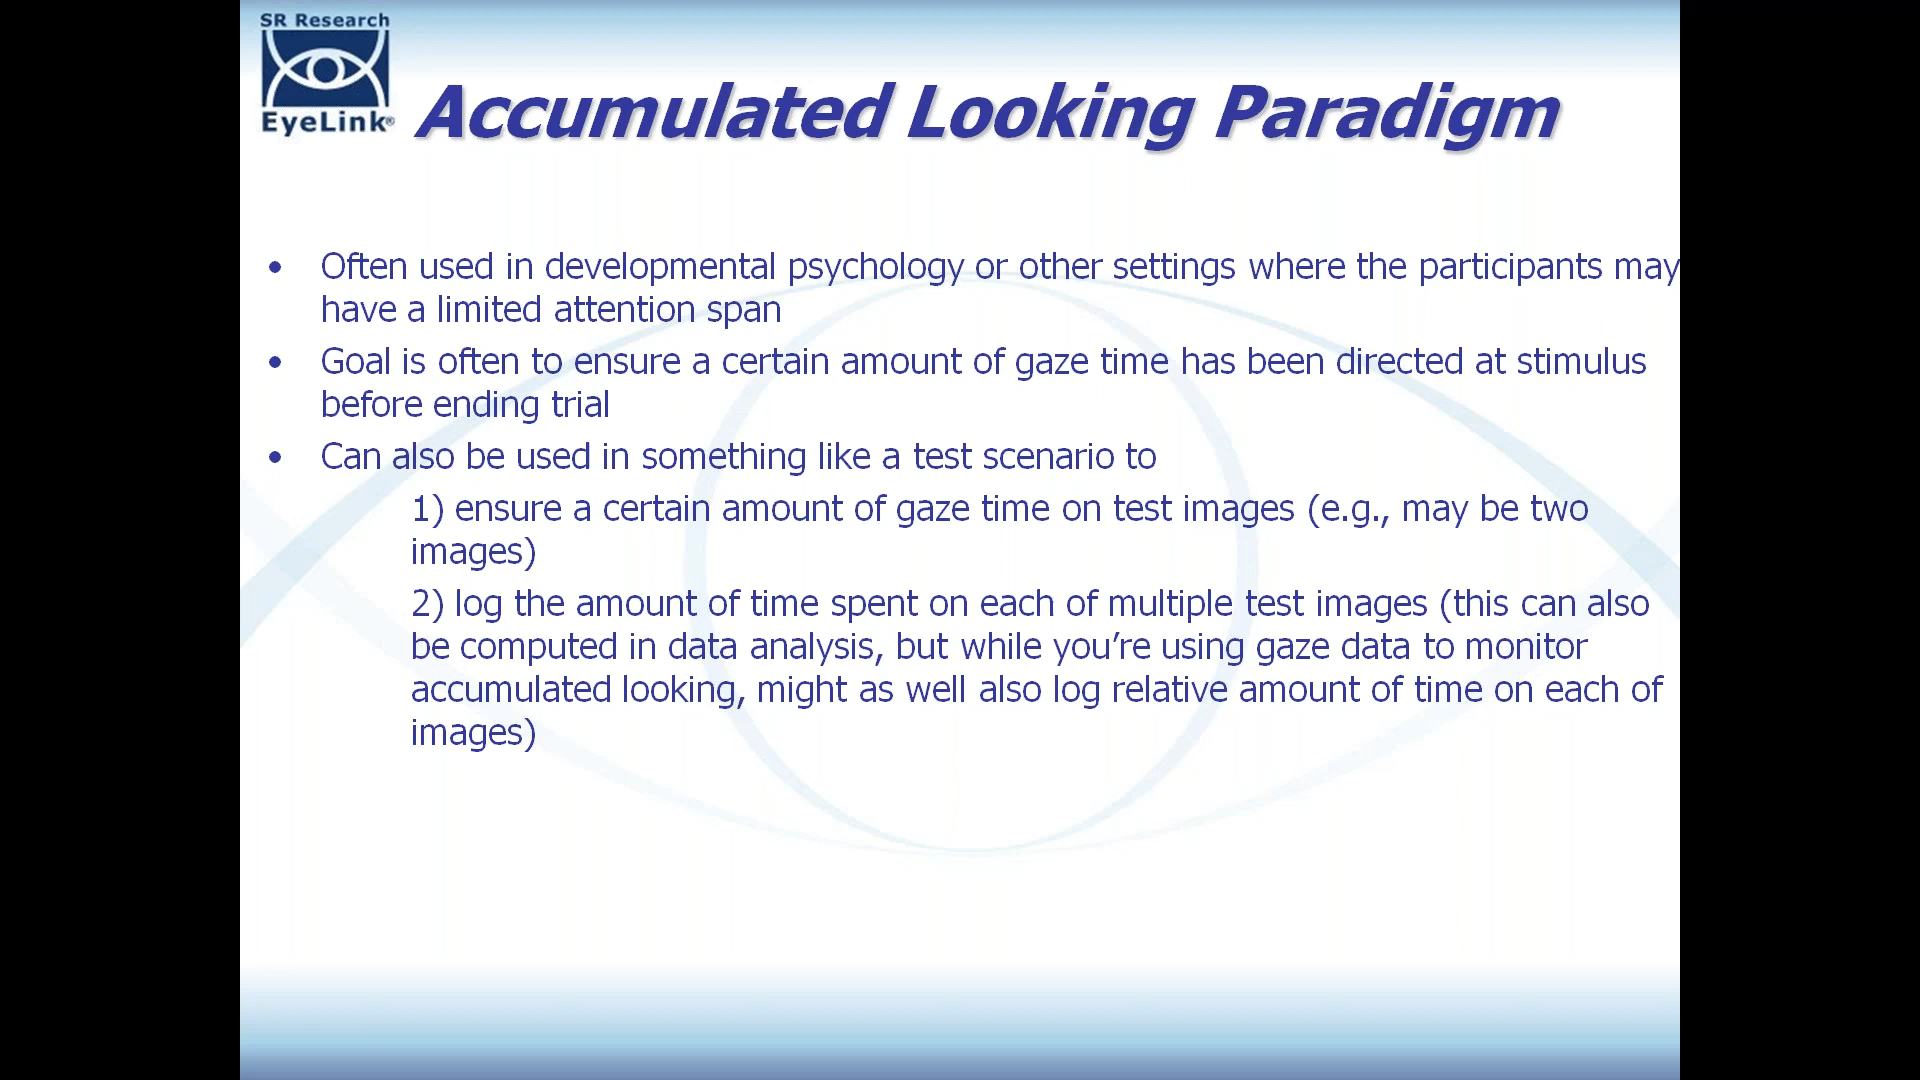 SR Research
EyeLink®
Accumulated Looking Paradigm
• Often used in developmental psychology or other settings where the participants may
have a limited attention span
• Goal is often to ensure a certain amount of gaze time has been directed at stimulus
before ending trial
• Can also be used in something like a test scenario to
1) ensure a certain amount of gaze time on test images (e.g., may be two
images)
2) log the amount of time spent on each of multiple test images (this can also
be computed in data analysis, but while you’re using gaze data to monitor
accumulated looking, might as well also log relative amount of time on each of
images)